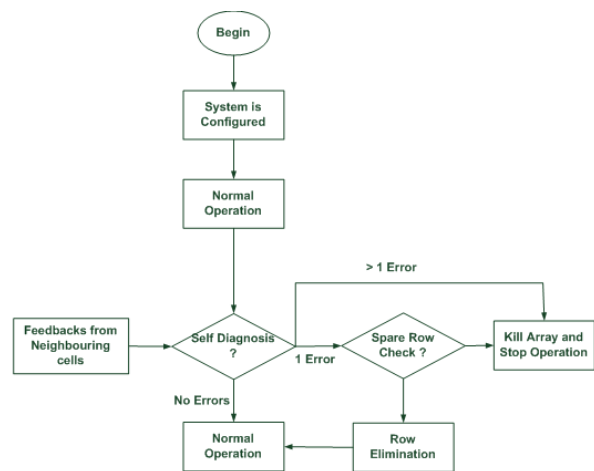 Begin
System is
Configured
Normal
Operation
> 1 Error
Feedbacks from
Neighbouring
cells
Self Diagnosis
?
1 Error
Spare Row
Check ?
Kill Array and
Stop Operation
No Errors
Normal
Operation
Row
Elimination